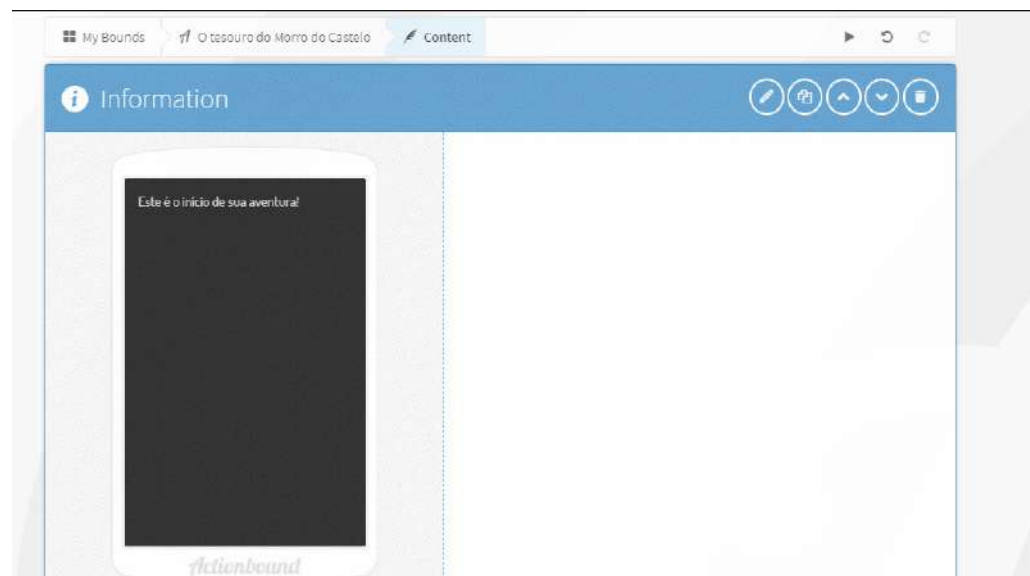 My Bounds O tesouro do Morro do Castelo Content
Information
Este é o início de sua aventura!
Actionbound